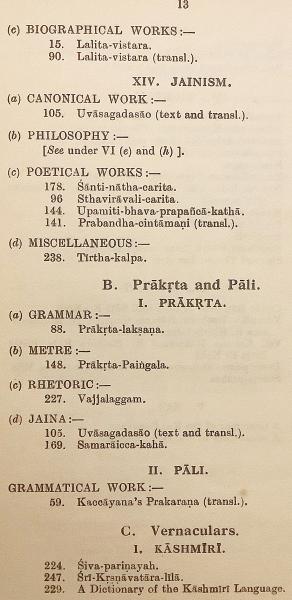 13
(e) BIOGRAPHICAL WORKS:—
15. Lalita-vistara.
90. Lalita-vistara (transl.).
XIV. JAINISM.
(a) CANONICAL WORK:—
105. Uvāsagadasāo (text and transl.).
(b) PHILOSOPHY:—
[See under VI (e) and (h) ].
(c) POETICAL WORKS:—
178. Śānti-nātha-carita.
96 Sthavirāvali-carita.
144. Upamiti-bhava-prapañcā-kathā.
141. Prabandha-cintāmaṇi (transl.).
(d) MISCELLANEOUS:—
238. Tīrtha-kalpa.
B. Prākṛta and Pāli.
I. PRĀKṚTA.
(a) GRAMMAR:—
88. Prākṛta-lakṣaṇa.
(b) METRE:—
148. Prākṛta-Paiṅgala.
(c) RHETORIC:—
227. Vajjalaggam.
(d) JAINA:—
105. Uvāsagadasāo (text and transl.).
169. Samarāicca-kahā.
II. PĀLI.
GRAMMATICAL WORK:—
59. Kaccāyana's Prakaraṇa (transl.).
C. Vernaculars.
I. KĀSHMĪRĪ.
224. Śiva-pariṇayaḥ.
247. Śrī-Kṛṣṇāvatāra-līlā.
229. A Dictionary of the Kāshmīrī Language.